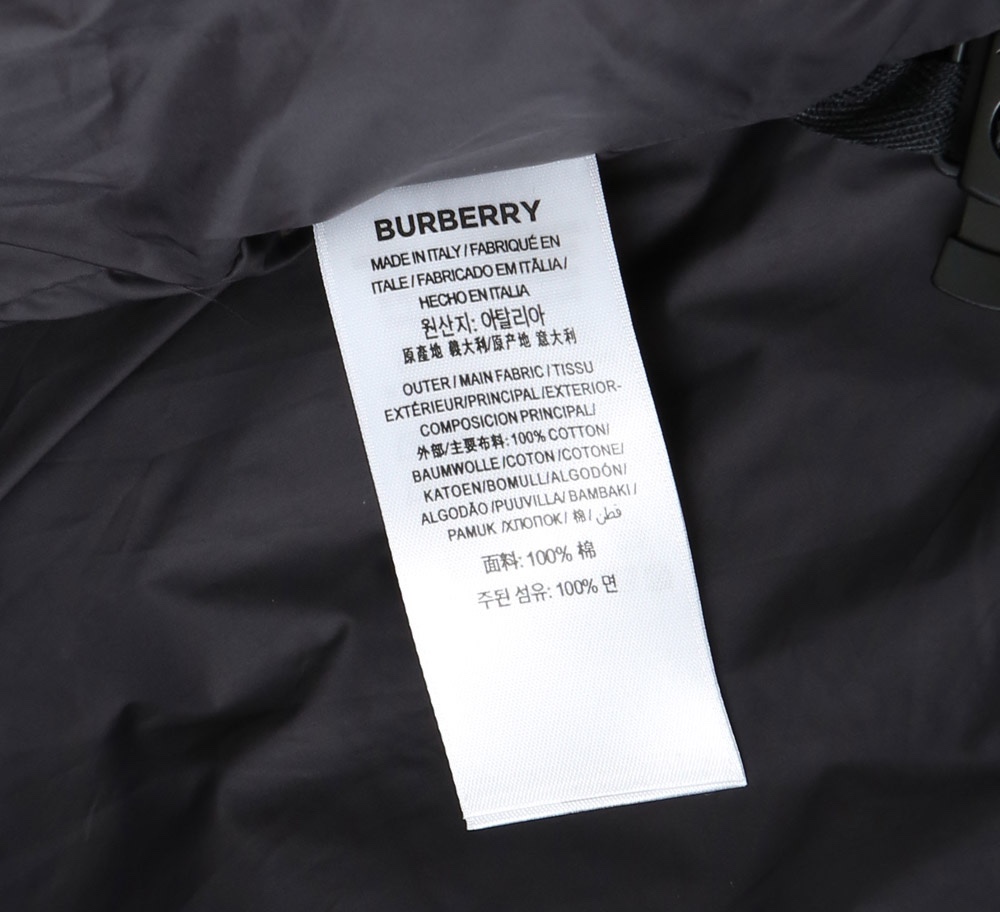 BURBERRY
MADE IN ITALY / FABRIQUÉ EN
ITALE / FABRICADO EM ITÃLIA /
HECHO EN ITALIA
원산지: 아탈리아
原產地 義大利/原产地 意大利
OUTER / MAIN FABRIC / TISSU
EXTÉRIEUR/PRINCIPAL/EXTERIOR-
COMPOSICION PRINCIPAL/
外部/主要布料: 100% COTTON/
BAUMWOLLE /COTON /COTONE/
KATOEN/BOMULL/ALGODÓN/
ALGODÃO /PUUVILLA/ BAMBAKI /
PAMUK /ХЛОПОК/ 棉/ قطن
面料: 100% 棉
주된 섬유: 100% 면